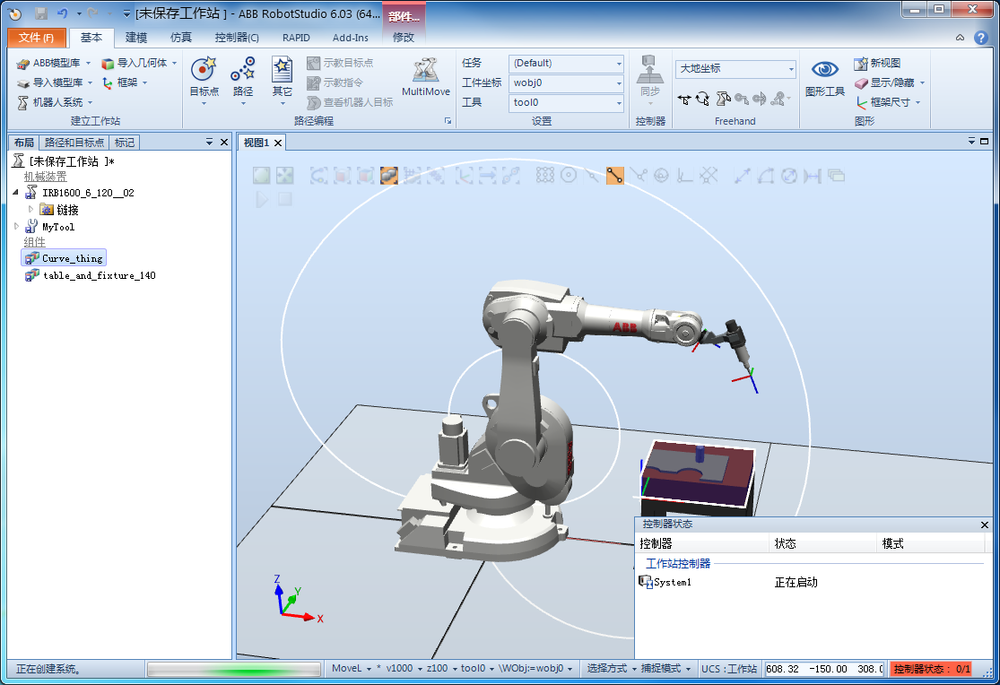 [未保存工作站 ] - ABB RobotStudio 6.03 (64...
部件...
文件(F) 基本 建模 仿真 控制器(C) RAPID Add-Ins 修改
ABB模型库 导入几何体
导入模型库 框架
机器人系统
建立工作站
目标点 路径 其它
示教目标点
示教指令
查看机器人目标
MultiMove
路径编程
任务 (Default)
工件坐标 wobj0
工具 tool0
设置
同步
控制器
大地坐标
Freehand
图形工具
新视图
显示/隐藏
框架尺寸
图形
布局 路径和目标点 标记
[未保存工作站 ]*
机械装置
IRB1600_6_120__02
链接
MyTool
组件
Curve_thing
table_and_fixture_140
视图1
ABB
Z
Y
X
控制器状态
控制器 状态 模式
工作站控制器
System1 正在启动
正在创建系统。
MoveL * v1000 z100 tool0 \WObj:=wobj0 选择方式 捕捉模式 UCS : 工作站 608.32 -150.00 308.0 控制器状态： 0/1